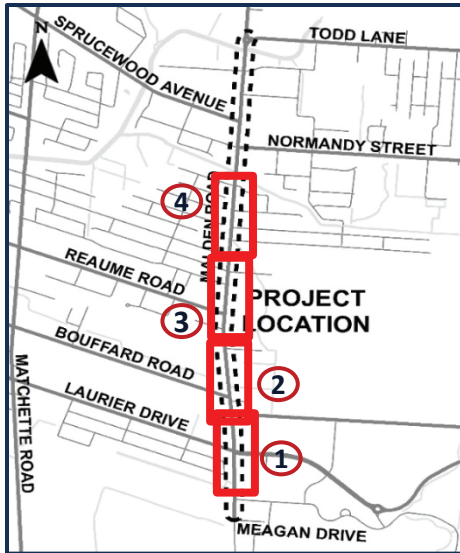 TODD LANE
N
SPRUCEWOOD AVENUE
NORMANDY STREET
4
MALDEN ROAD
REAUME ROAD
PROJECT
LOCATION
3
BOUFFARD ROAD
2
LAURIER DRIVE
MATCHETTE ROAD
1
MEAGAN DRIVE